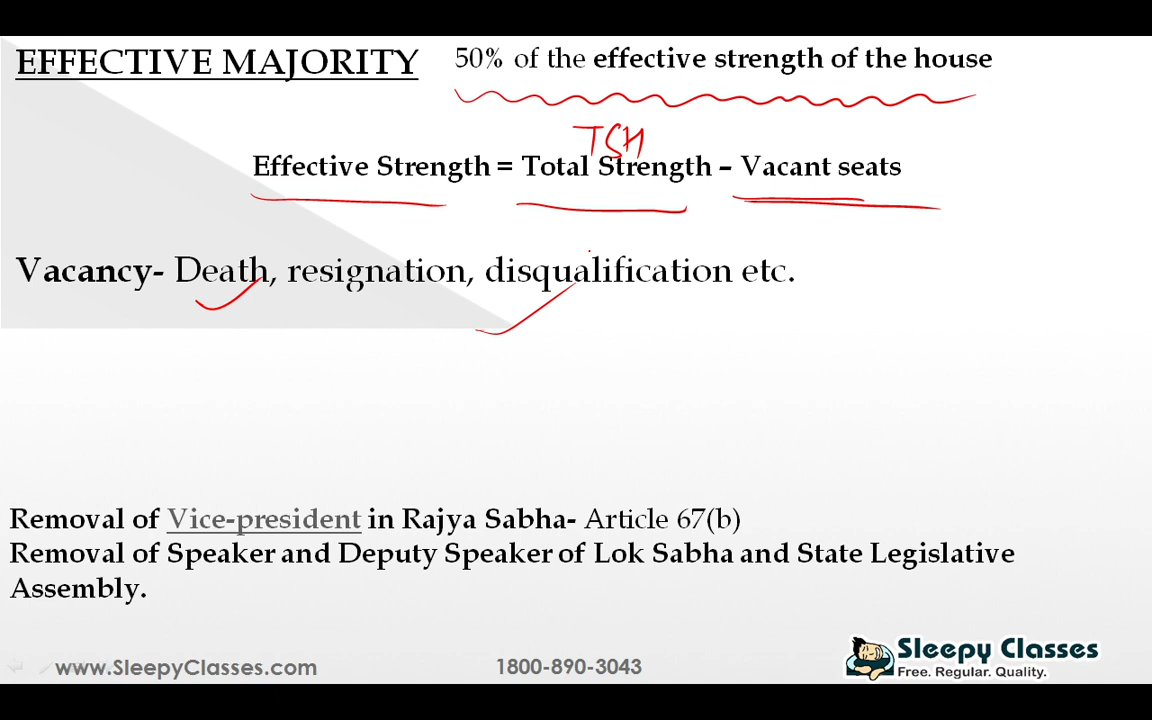 EFFECTIVE MAJORITY 50% of the effective strength of the house
TSH
Effective Strength = Total Strength – Vacant seats
Vacancy- Death, resignation, disqualification etc.
Removal of Vice-president in Rajya Sabha- Article 67(b)
Removal of Speaker and Deputy Speaker of Lok Sabha and State Legislative
Assembly.
www.SleepyClasses.com 1800-890-3043 Sleepy Classes
Free. Regular. Quality.